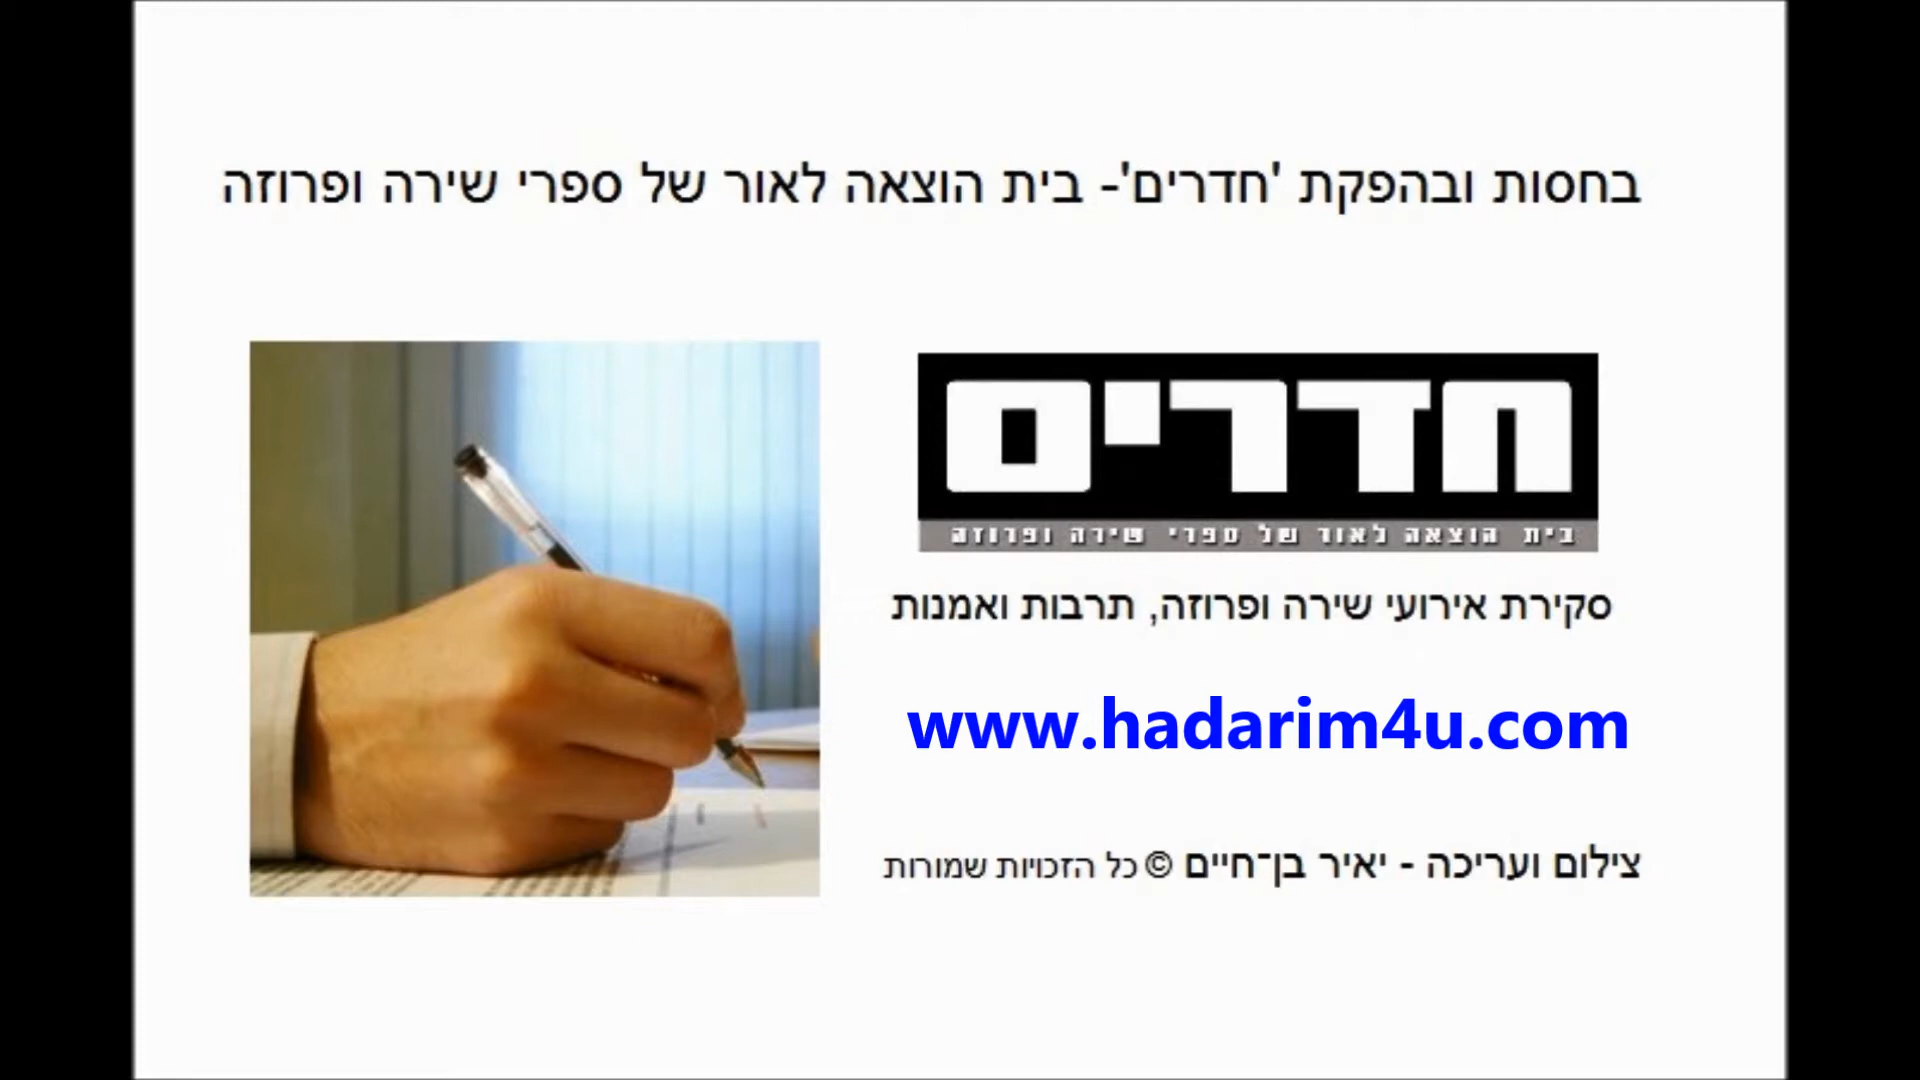 בחסות ובהפקת 'חדרים'- בית הוצאה לאור של ספרי שירה ופרוזה
חדרים
בית הוצאה לאור של ספרי שירה ופרוזה
סקירת אירועי שירה ופרוזה, תרבות ואמנות
www.hadarim4u.com
צילום ועריכה - יאיר בן־חיים © כל הזכויות שמורות